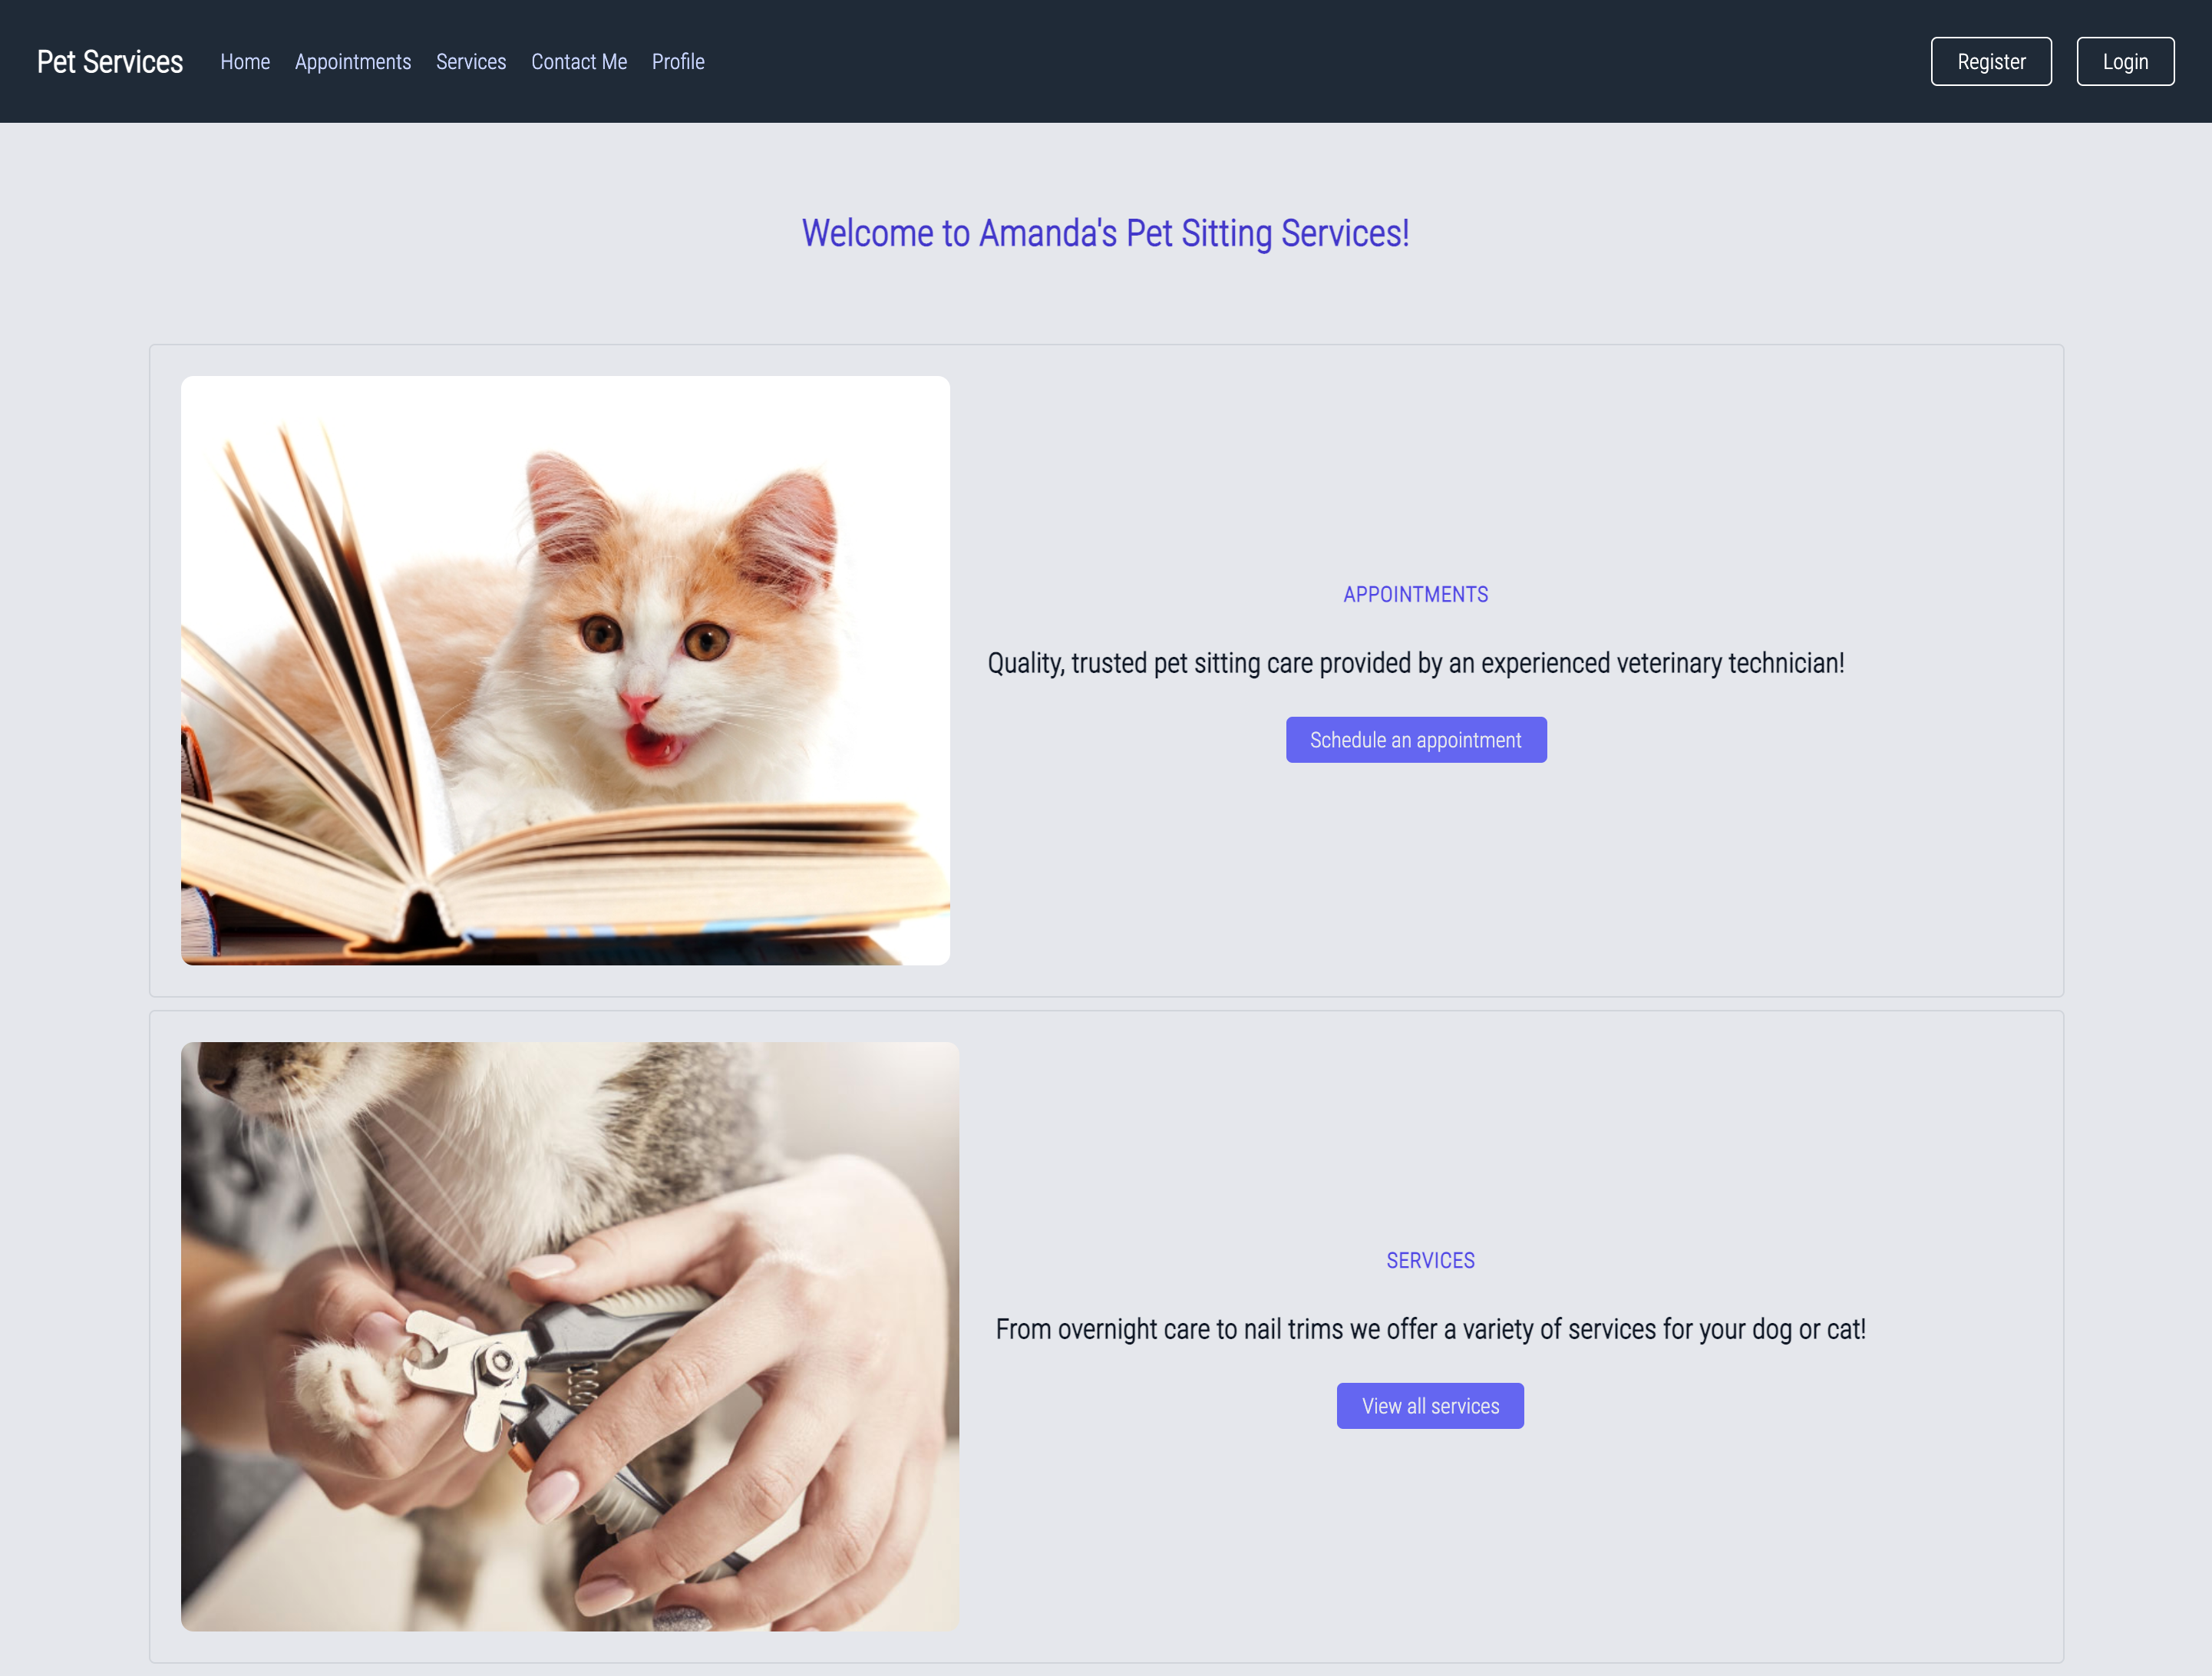 Pet Services Home Appointments Services Contact Me Profile Register Login
Welcome to Amanda's Pet Sitting Services!
APPOINTMENTS
Quality, trusted pet sitting care provided by an experienced veterinary technician!
Schedule an appointment
SERVICES
From overnight care to nail trims we offer a variety of services for your dog or cat!
View all services